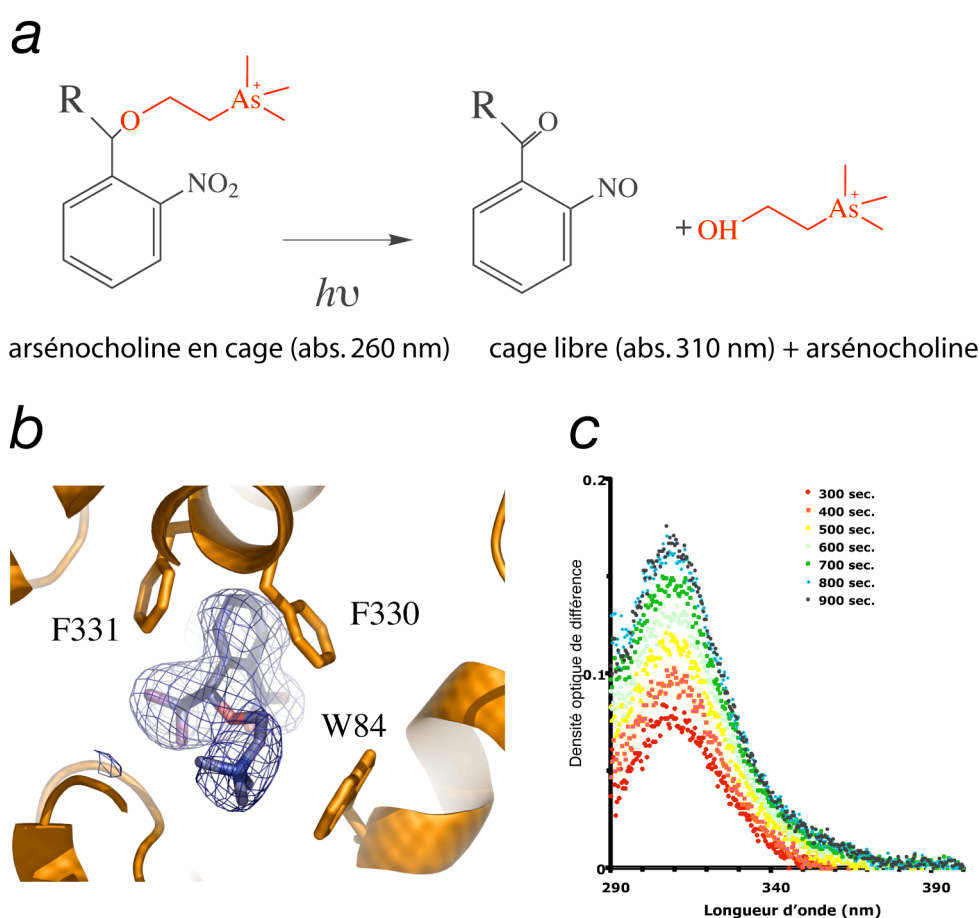 a
R
O
As+
NO2
hυ
R
O
NO
+
OH
As+
arsénocholine en cage (abs. 260 nm)
cage libre (abs. 310 nm) + arsénocholine
b
F331
F330
W84
c
Densité optique de différence
0.2
0.1
0
290
340
390
Longueur d'onde (nm)
300 sec.
400 sec.
500 sec.
600 sec.
700 sec.
800 sec.
900 sec.